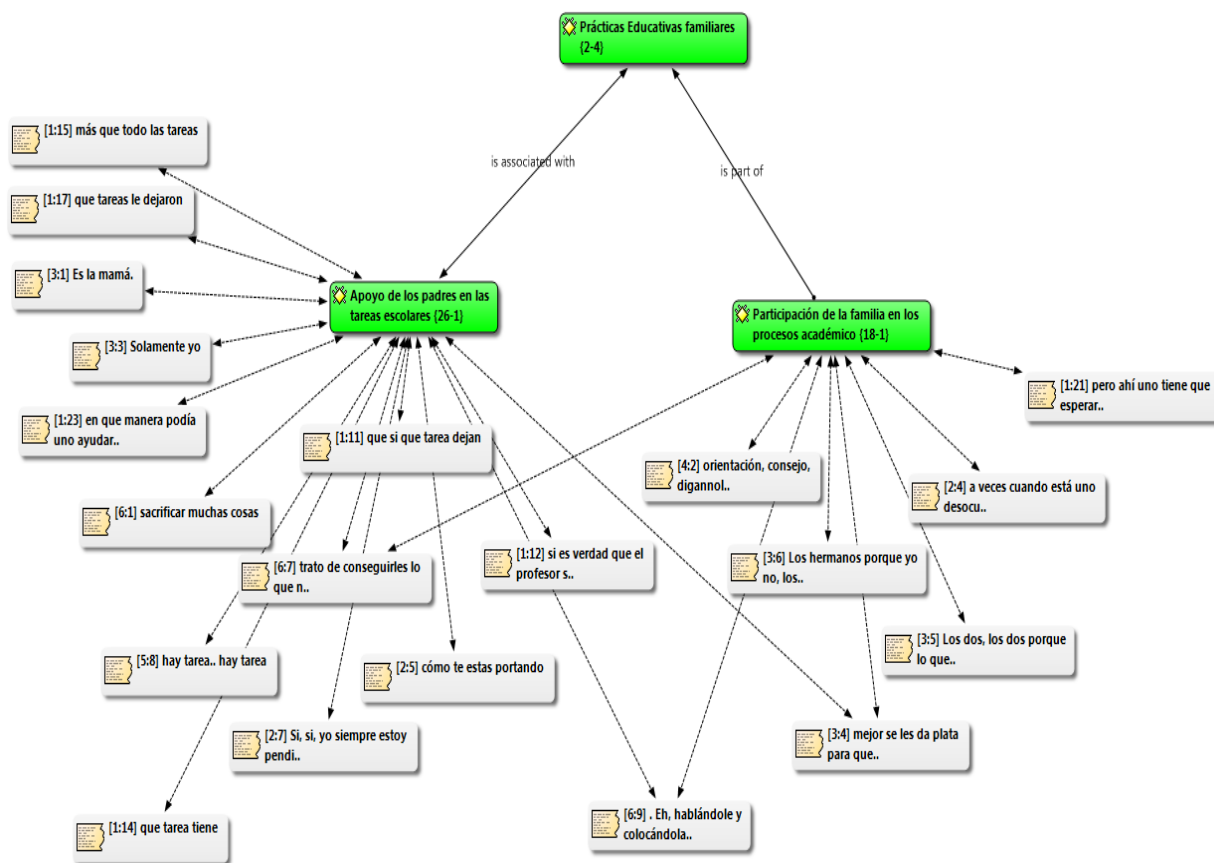 Prácticas Educativas familiares
{2-4}
[1:15] más que todo las tareas
is associated with
is part of
[1:17] que tareas le dejaron
[3:1] Es la mamá.
Apoyo de los padres en las
tareas escolares {26-1}
Participación de la familia en los
procesos académico {18-1}
[3:3] Solamente yo
[1:21] pero ahí uno tiene que
esperar..
[1:23] en que manera podía
uno ayudar..
[1:11] que si que tarea dejan
[4:2] orientación, consejo,
digannol..
[2:4] a veces cuando está uno
desocu..
[6:1] sacrificar muchas cosas
[1:12] si es verdad que el
profesor s..
[3:6] Los hermanos porque yo
no, los..
[6:7] trato de conseguirles lo
que n..
[3:5] Los dos, los dos porque
lo que..
[5:8] hay tarea.. hay tarea
[2:5] cómo te estas portando
[2:7] Si, si, yo siempre estoy
pendi..
[3:4] mejor se les da plata
para que..
[6:9] . Eh, hablándole y
colocándola..
[1:14] que tarea tiene